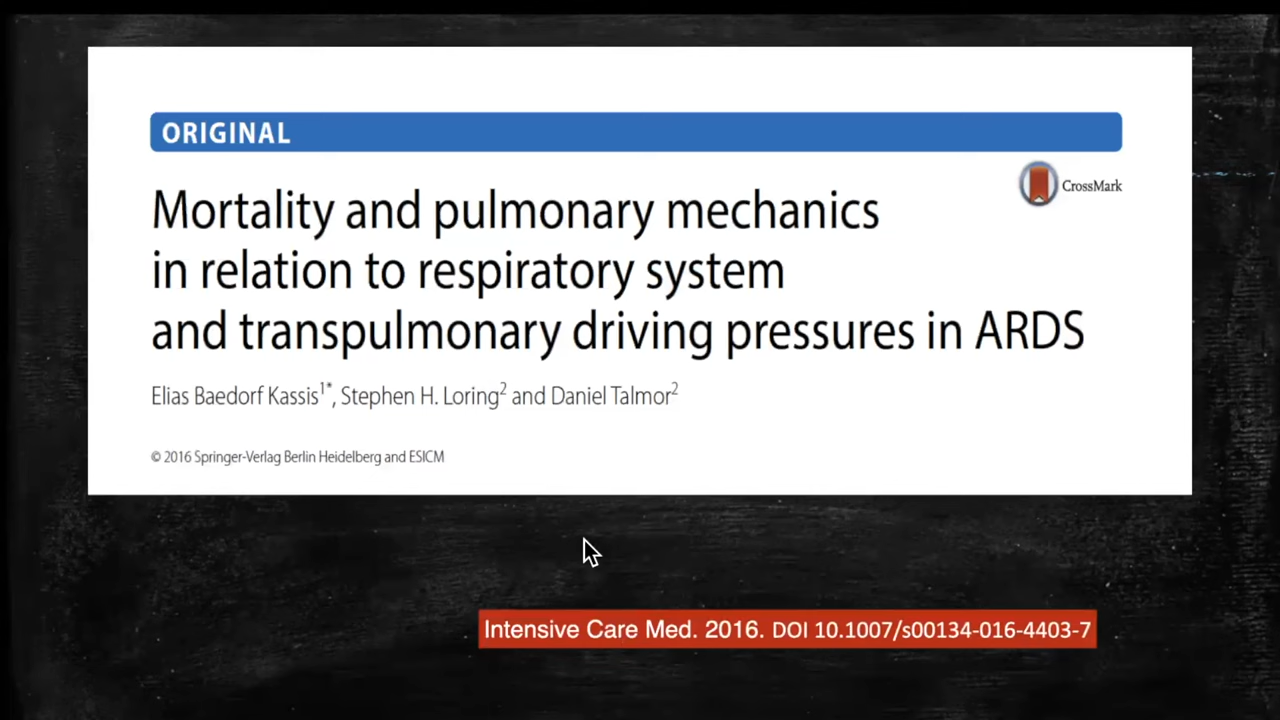 ORIGINAL
CrossMark
Mortality and pulmonary mechanics
in relation to respiratory system
and transpulmonary driving pressures in ARDS
Elias Baedorf Kassis1*, Stephen H. Loring2 and Daniel Talmor2
© 2016 Springer-Verlag Berlin Heidelberg and ESICM
Intensive Care Med. 2016. DOI 10.1007/s00134-016-4403-7